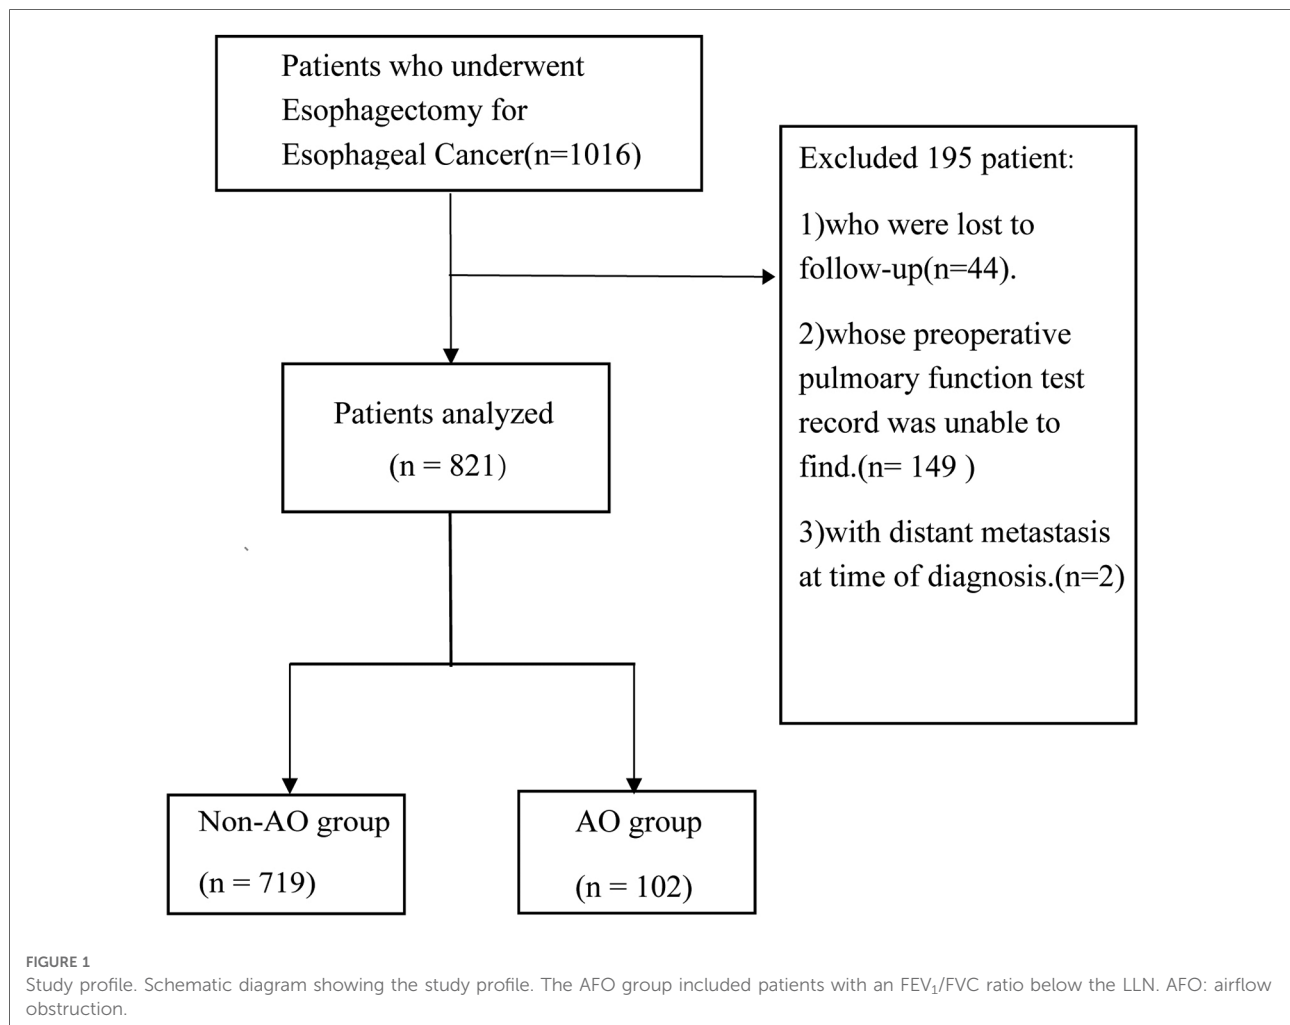 Patients who underwent
Esophagectomy for
Esophageal Cancer(n=1016)
Excluded 195 patient:
1)who were lost to
follow-up(n=44).
2)whose preoperative
pulmoary function test
record was unable to
find.(n= 149 )
3)with distant metastasis
at time of diagnosis.(n=2)
Patients analyzed
(n = 821)
Non-AO group
(n = 719)
AO group
(n = 102)
FIGURE 1
Study profile. Schematic diagram showing the study profile. The AFO group included patients with an FEV₁/FVC ratio below the LLN. AFO: airflow
obstruction.